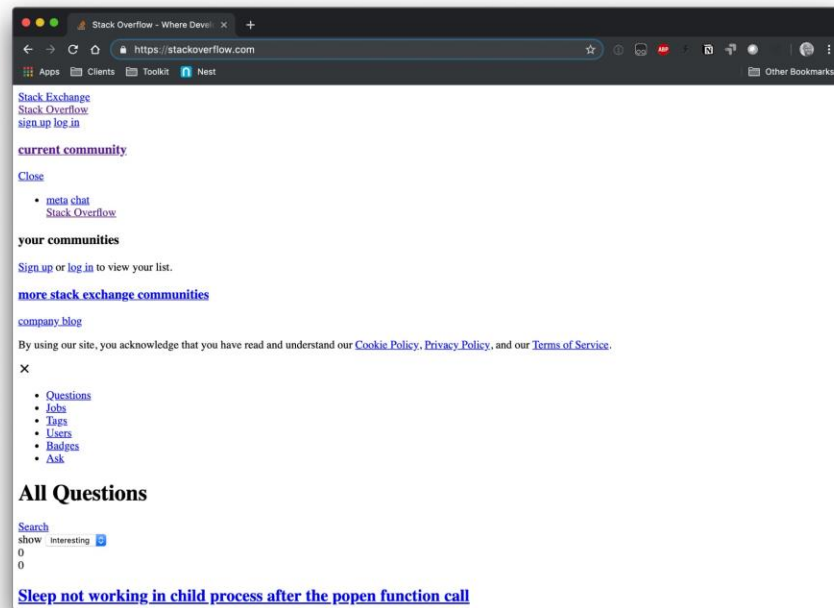 Stack Overflow - Where Devel
https://stackoverflow.com
ABP
Apps Clients Toolkit Nest Other Bookmarks
Stack Exchange
Stack Overflow
sign up log in
current community
Close
meta chat
Stack Overflow
your communities
Sign up or log in to view your list.
more stack exchange communities
company blog
By using our site, you acknowledge that you have read and understand our Cookie Policy, Privacy Policy, and our Terms of Service.
Questions
Jobs
Tags
Users
Badges
Ask
All Questions
Search
show Interesting
0
0
Sleep not working in child process after the popen function call